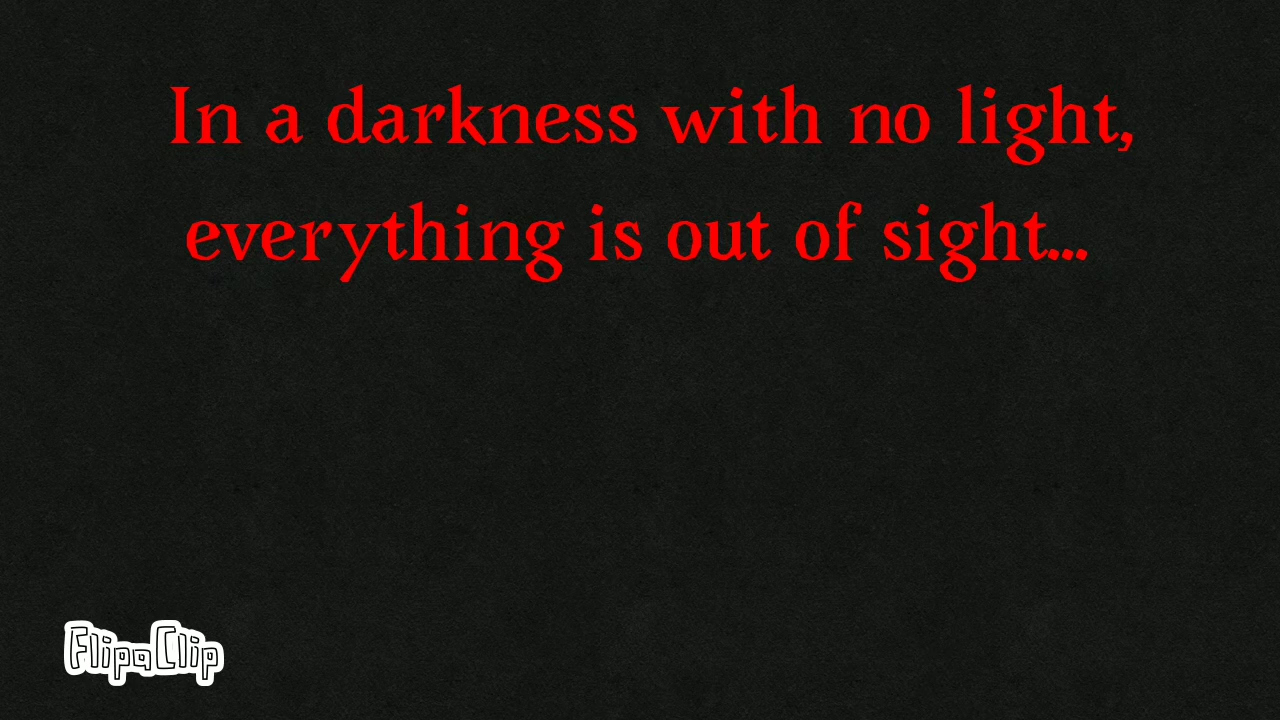 In a darkness with no light,
everything is out of sight...
FlipaClip